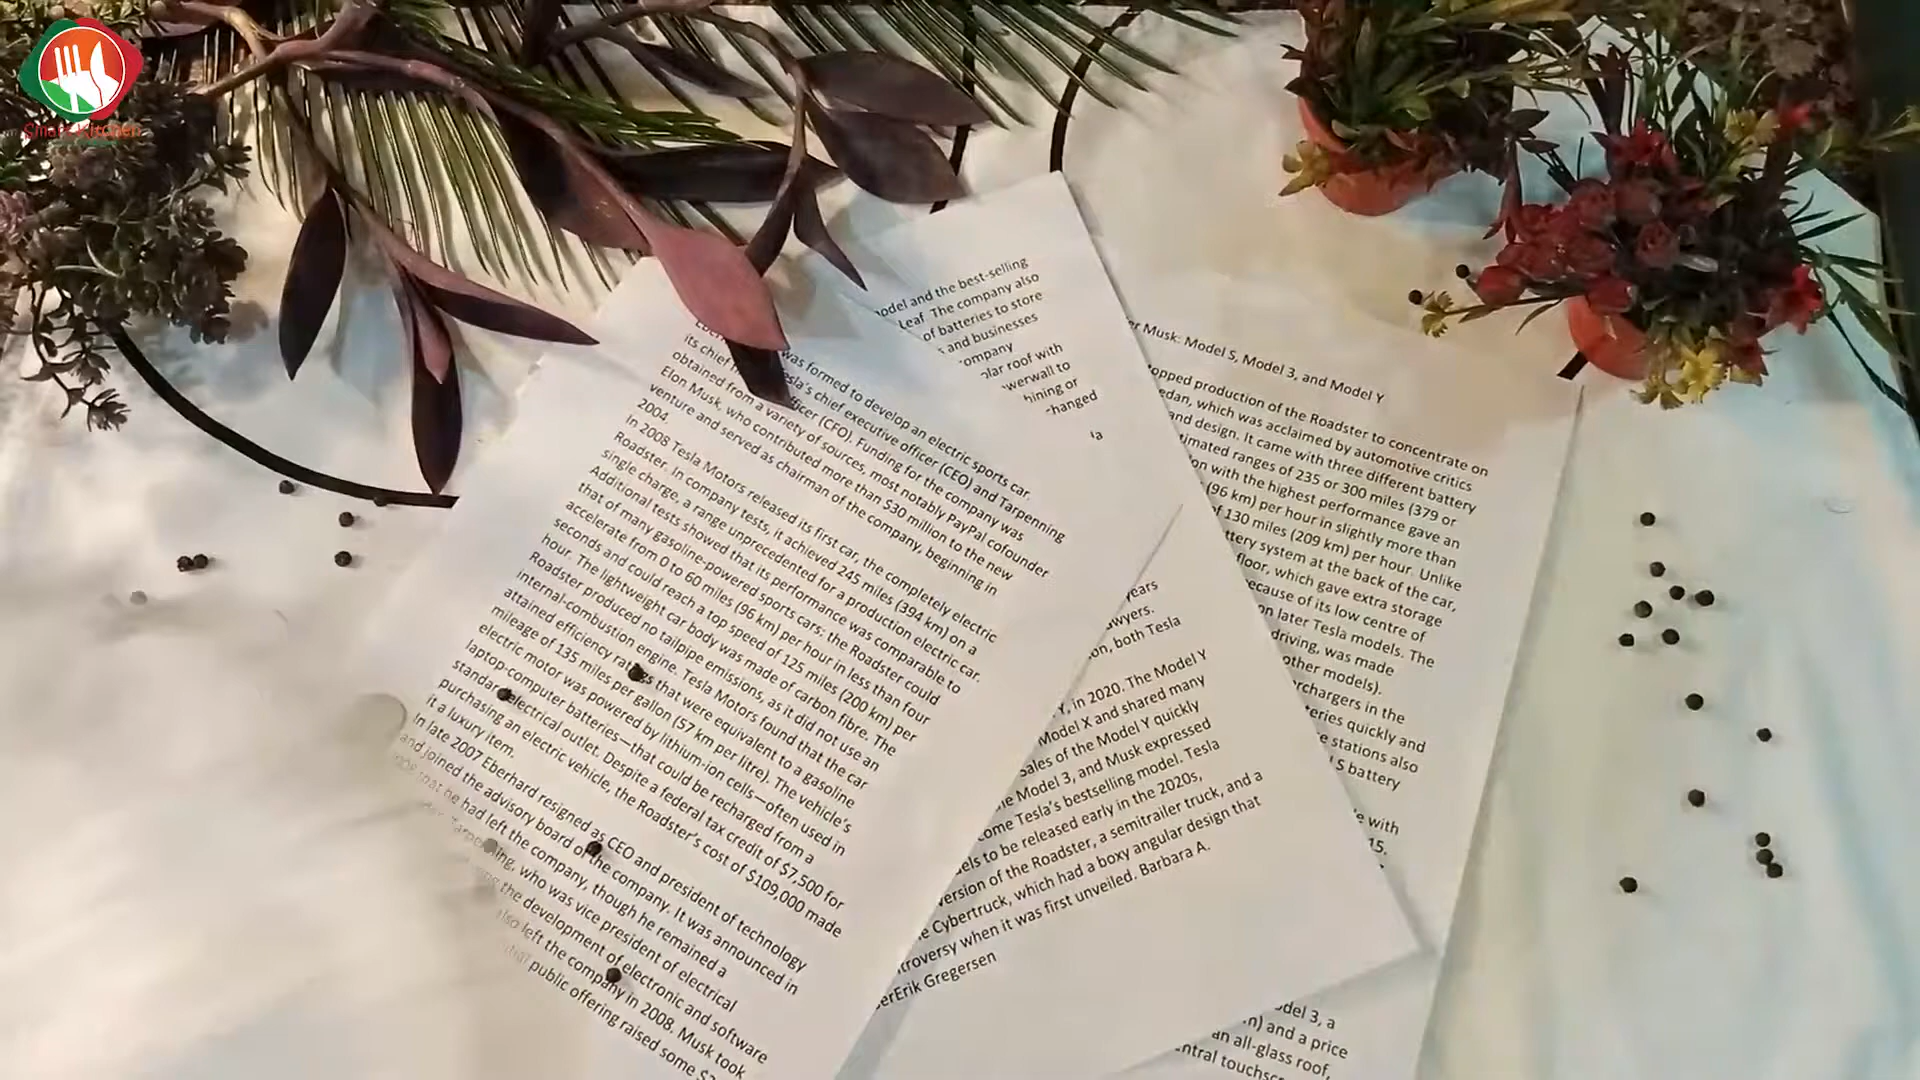 Smart Kitchen
was formed to develop an electric sports car.
its chief Tesla's chief executive officer (CEO) and Tarpenning
officer (CFO). Funding for the company was
obtained from a variety of sources, most notably PayPal cofounder
Elon Musk, who contributed more than $30 million to the new
venture and served as chairman of the company, beginning in
2004.
In 2008 Tesla Motors released its first car, the completely electric
Roadster. In company tests, it achieved 245 miles (394 km) on a
single charge, a range unprecedented for a production electric car.
Additional tests showed that its performance was comparable to
that of many gasoline-powered sports cars: the Roadster could
accelerate from 0 to 60 miles (96 km) per hour in less than four
seconds and could reach a top speed of 125 miles (200 km) per
hour. The lightweight car body was made of carbon fibre. The
Roadster produced no tailpipe emissions, as it did not use an
internal-combustion engine. Tesla Motors found that the car
attained efficiency ratings that were equivalent to a gasoline
mileage of 135 miles per gallon (57 km per litre). The vehicle's
electric motor was powered by lithium-ion cells—often used in
laptop-computer batteries—that could be recharged from a
standard electrical outlet. Despite a federal tax credit of $7,500 for
purchasing an electric vehicle, the Roadster's cost of $109,000 made
it a luxury item.
In late 2007 Eberhard resigned as CEO and president of technology
and joined the advisory board of the company. It was announced in
2008 that he had left the company, though he remained a
Tarpenning, who was vice president of electrical
the development of electronic and software
also left the company in 2008. Musk took
public offering raised some
model and the best-selling
Leaf. The company also
of batteries to store
and businesses
company
solar roof with
Powerwall to
or
la
Musk: Model S, Model 3, and Model Y
stopped production of the Roadster to concentrate on
sedan, which was acclaimed by automotive critics
and design. It came with three different battery
estimated ranges of 235 or 300 miles (379 or
with the highest performance gave an
(96 km) per hour in slightly more than
of 130 miles (209 km) per hour. Unlike
battery system at the back of the car,
floor, which gave extra storage
because of its low centre of
on later Tesla models. The
driving, was made
other models).
in the
quickly and
stations also
S battery
with
years
both Tesla
Y, in 2020. The Model Y
Model X and shared many
Sales of the Model Y quickly
Model 3, and Musk expressed
Tesla's bestselling model. Tesla
to be released early in the 2020s,
version of the Roadster, a semitrailer truck, and a
Cybertruck, which had a boxy angular design that
when it was first unveiled. Barbara A.
Erik Gregersen
Model 3, a
and a price
an all-glass roof,